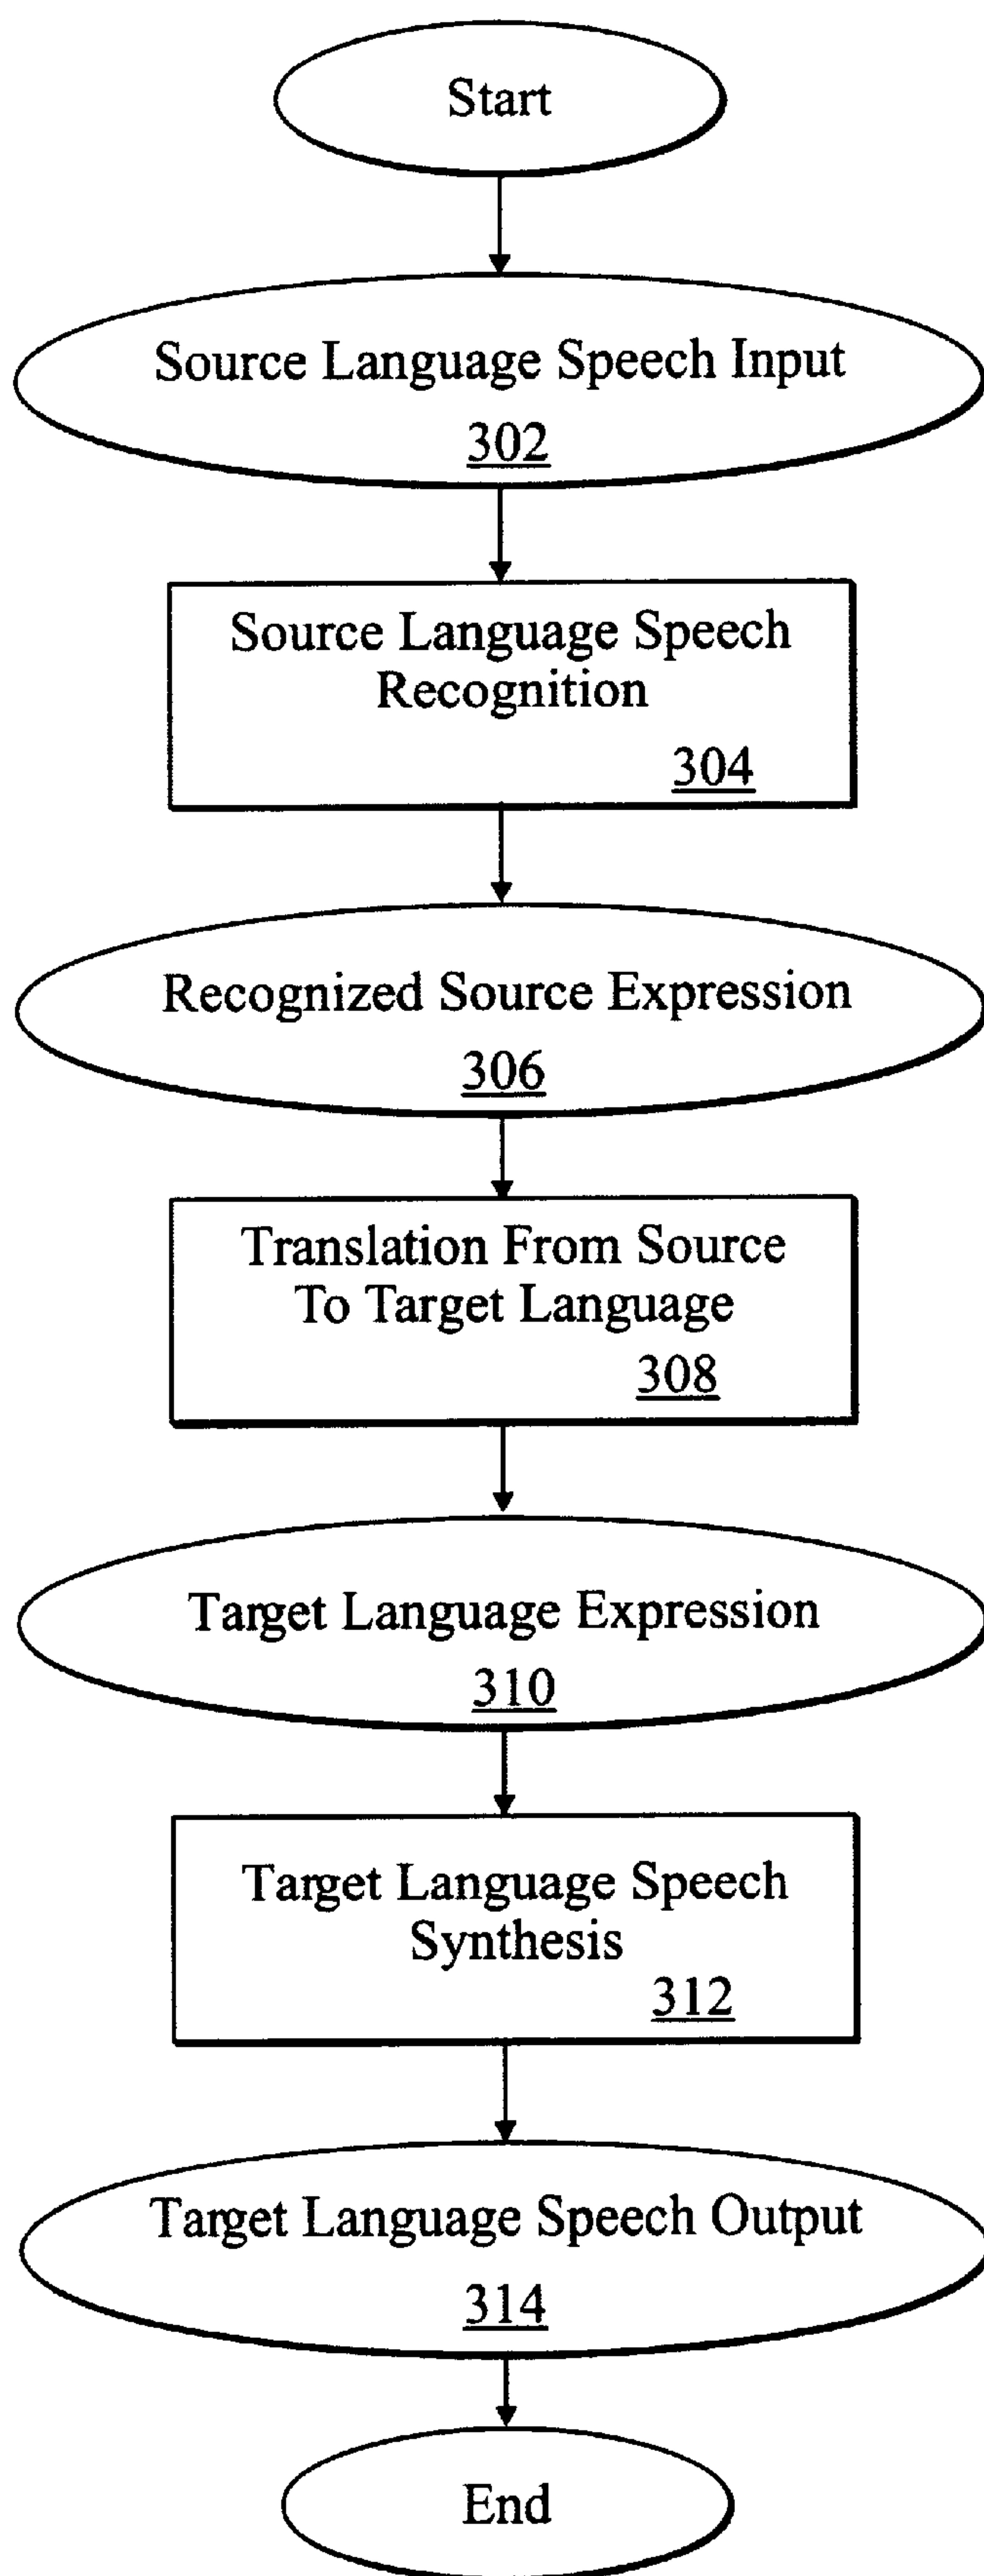 Start
Source Language Speech Input
302
Source Language Speech
Recognition
304
Recognized Source Expression
306
Translation From Source
To Target Language
308
Target Language Expression
310
Target Language Speech
Synthesis
312
Target Language Speech Output
314
End